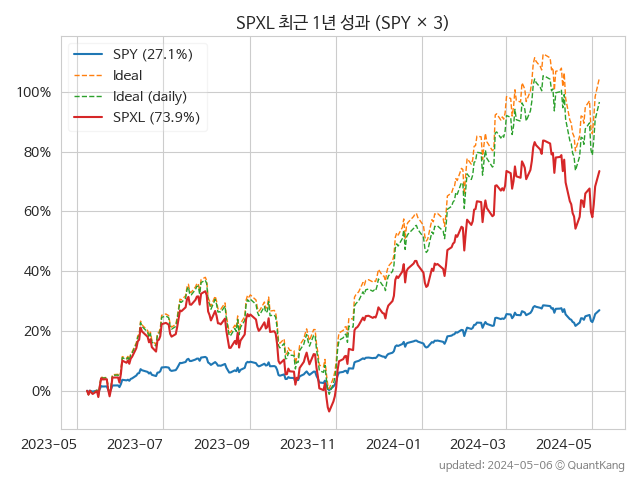 SPXL 최근 1년 성과 (SPY × 3)
SPY (27.1%)
Ideal
Ideal (daily)
SPXL (73.9%)
100%
80%
60%
40%
20%
0%
2023-05 2023-07 2023-09 2023-11 2024-01 2024-03 2024-05
updated: 2024-05-06 © QuantKang